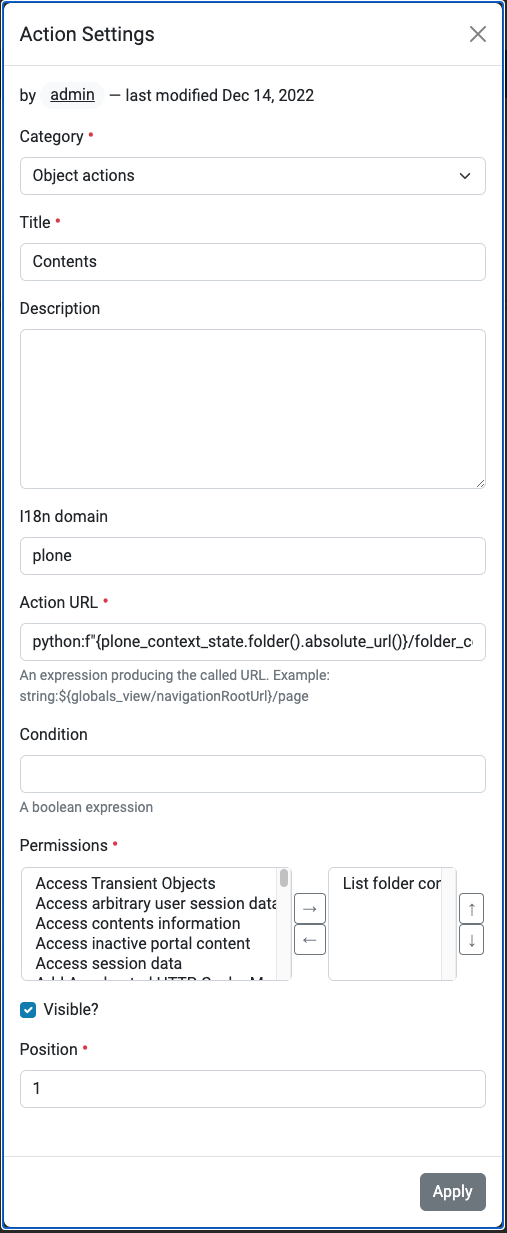 Action Settings
by admin — last modified Dec 14, 2022
Category •
Object actions
Title •
Contents
Description
I18n domain
plone
Action URL •
python:f"{plone_context_state.folder().absolute_url()}/folder_c
An expression producing the called URL. Example:
string:${globals_view/navigationRootUrl}/page
Condition
A boolean expression
Permissions •
Access Transient Objects
Access arbitrary user session data
Access contents information
Access inactive portal content
Access session data
→
←
List folder cor
↑
↓
Visible?
Position •
1
Apply